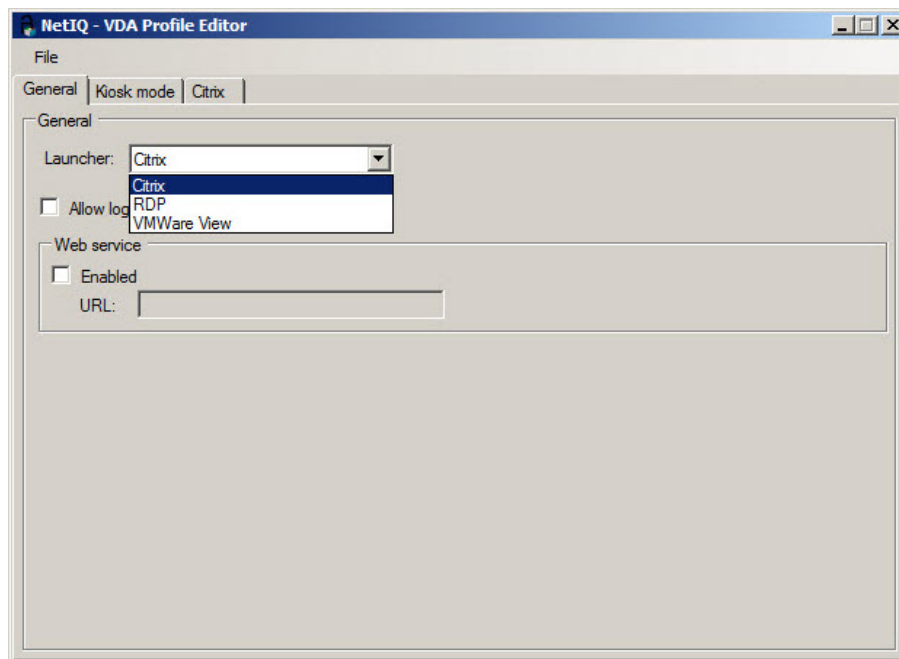 NetIQ - VDA Profile Editor
File
General Kiosk mode Citrix
General
Launcher: Citrix
Citrix
Allow log RDP
VMWare View
Web service
Enabled
URL: